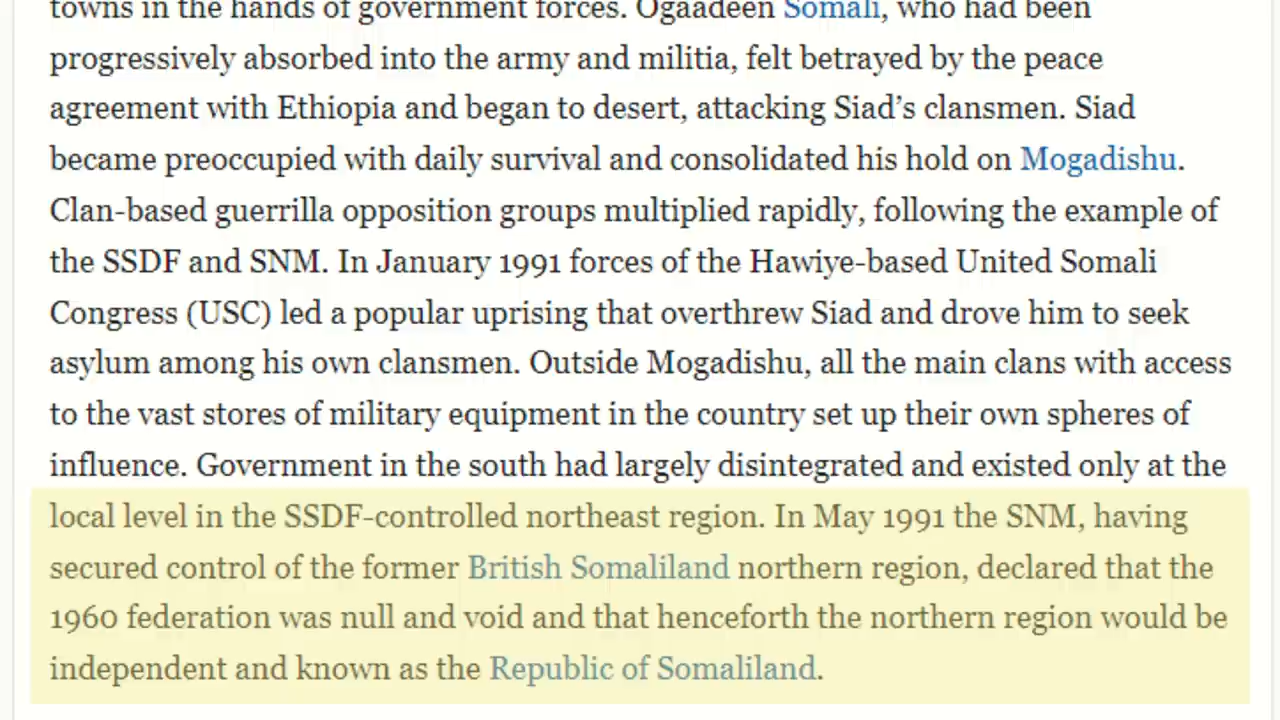 towns in the hands of government forces. Ogaadeen Somali, who had been
progressively absorbed into the army and militia, felt betrayed by the peace
agreement with Ethiopia and began to desert, attacking Siad’s clansmen. Siad
became preoccupied with daily survival and consolidated his hold on Mogadishu.
Clan-based guerrilla opposition groups multiplied rapidly, following the example of
the SSDF and SNM. In January 1991 forces of the Hawiye-based United Somali
Congress (USC) led a popular uprising that overthrew Siad and drove him to seek
asylum among his own clansmen. Outside Mogadishu, all the main clans with access
to the vast stores of military equipment in the country set up their own spheres of
influence. Government in the south had largely disintegrated and existed only at the
local level in the SSDF-controlled northeast region. In May 1991 the SNM, having
secured control of the former British Somaliland northern region, declared that the
1960 federation was null and void and that henceforth the northern region would be
independent and known as the Republic of Somaliland.